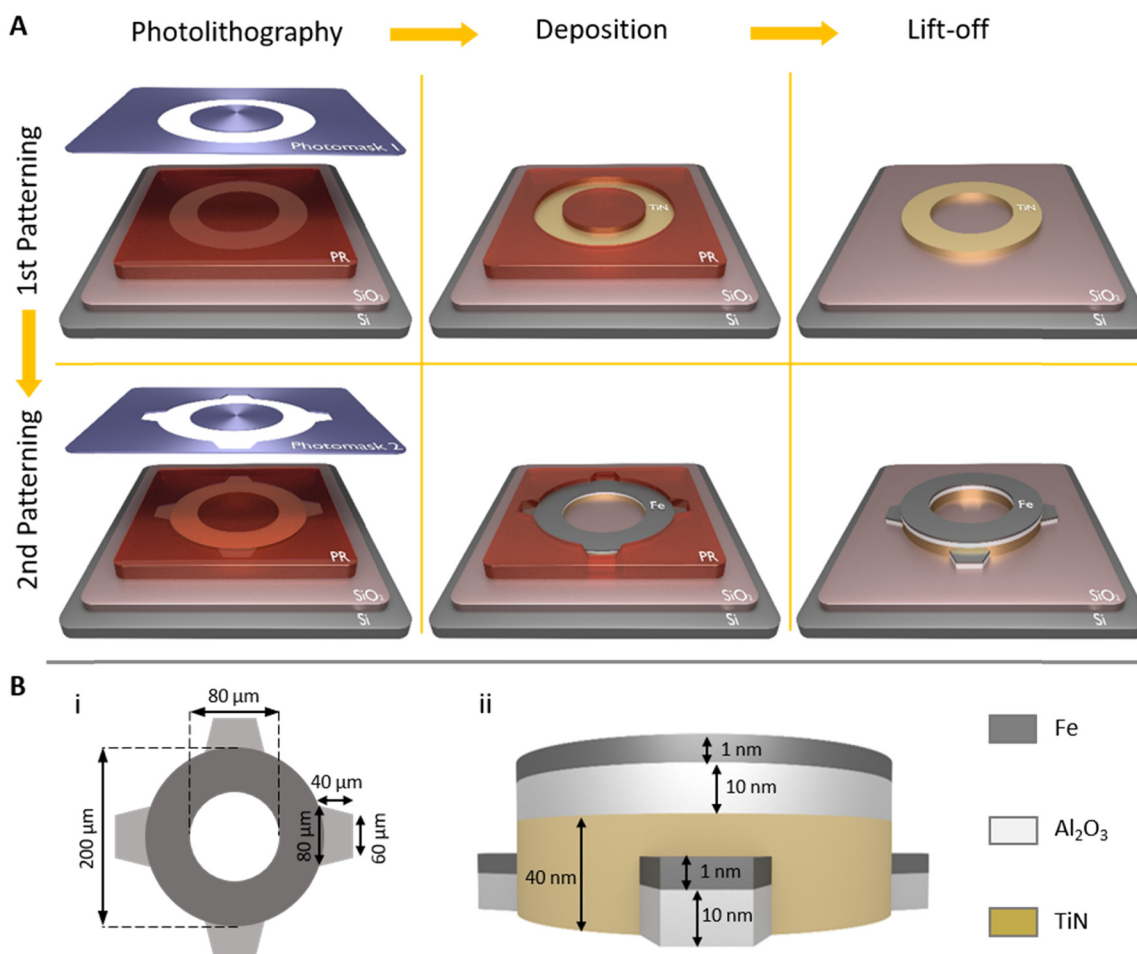 A
Photolithography
Deposition
Lift-off
1st Patterning
Photomask 1
PR
SiO₂
Si
TiN
PR
SiO₂
Si
TiN
SiO₂
Si
2nd Patterning
Photomask 2
PR
SiO₂
Si
Fe
PR
SiO₂
Si
Fe
SiO₂
Si
B
i
80 µm
200 µm
40 µm
80 µm
60 µm
ii
1 nm
10 nm
40 nm
1 nm
10 nm
Fe
Al₂O₃
TiN